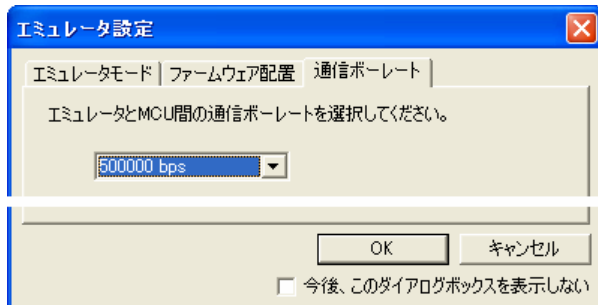 エミュレータ設定
エミュレータモード ファームウェア配置 通信ボーレート
エミュレータとMCU間の通信ボーレートを選択してください。
500000 bps
OK キャンセル
今後、このダイアログボックスを表示しない